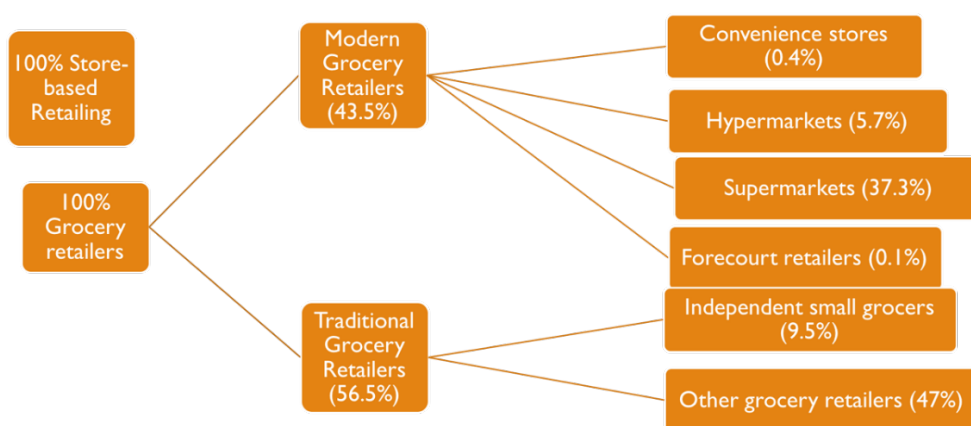 100% Store-
based
Retailing
100%
Grocery
retailers
Modern
Grocery
Retailers
(43.5%)
Traditional
Grocery
Retailers
(56.5%)
Convenience stores
(0.4%)
Hypermarkets (5.7%)
Supermarkets (37.3%)
Forecourt retailers (0.1%)
Independent small grocers
(9.5%)
Other grocery retailers (47%)